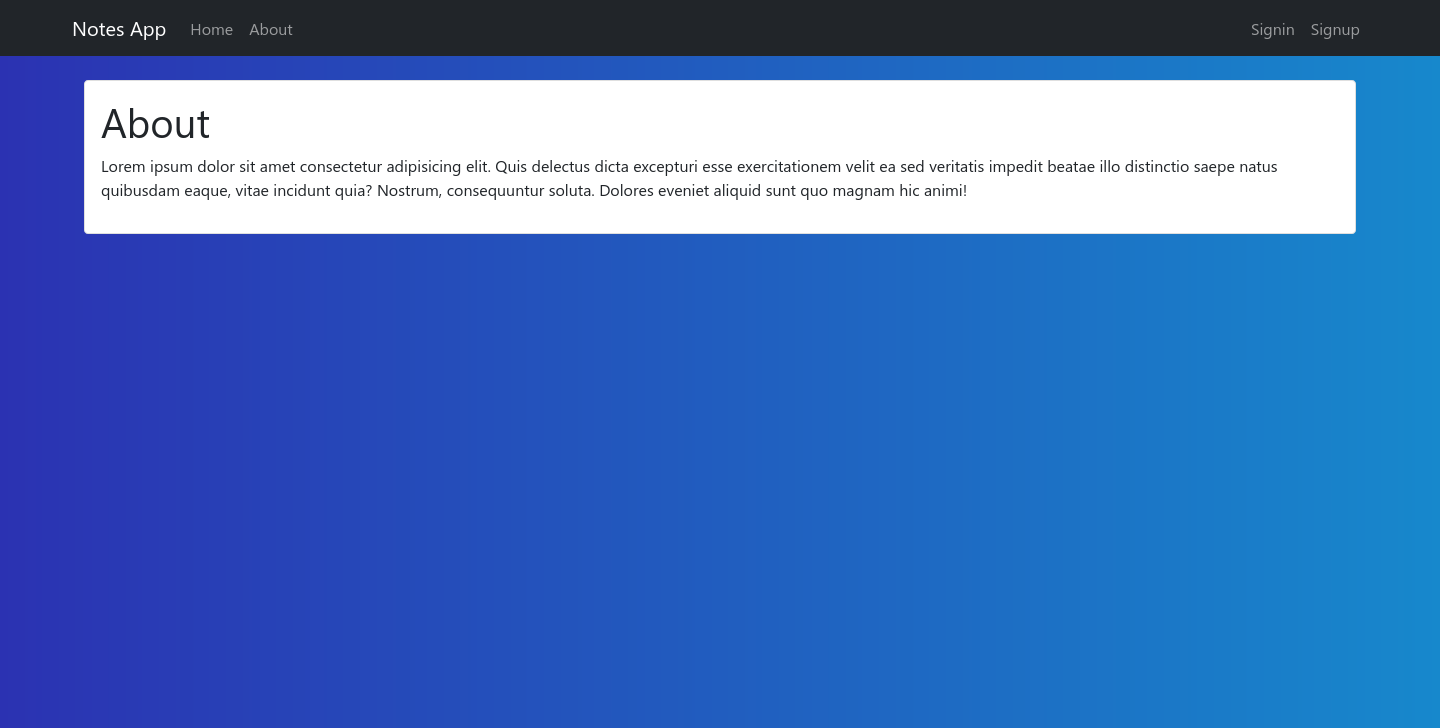 Notes App Home About Signin Signup
About
Lorem ipsum dolor sit amet consectetur adipisicing elit. Quis delectus dicta excepturi esse exercitationem velit ea sed veritatis impedit beatae illo distinctio saepe natus
quibusdam eaque, vitae incidunt quia? Nostrum, consequuntur soluta. Dolores eveniet aliquid sunt quo magnam hic animi!